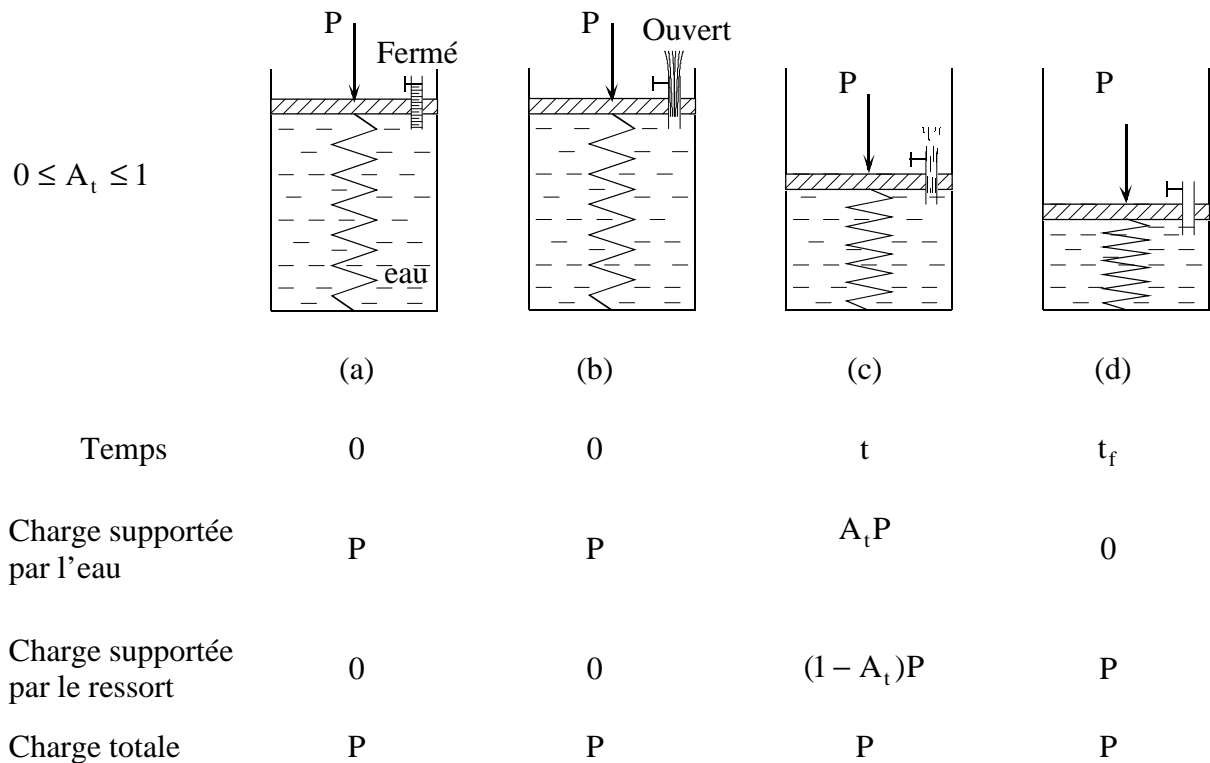 P
Fermé
P
Ouvert
P
P
0 ≤ A_t ≤ 1
eau
(a) (b) (c) (d)
Temps 0 0 t t_f
Charge supportée
par l’eau P P A_tP 0
Charge supportée
par le ressort 0 0 (1 – A_t)P P
Charge totale P P P P